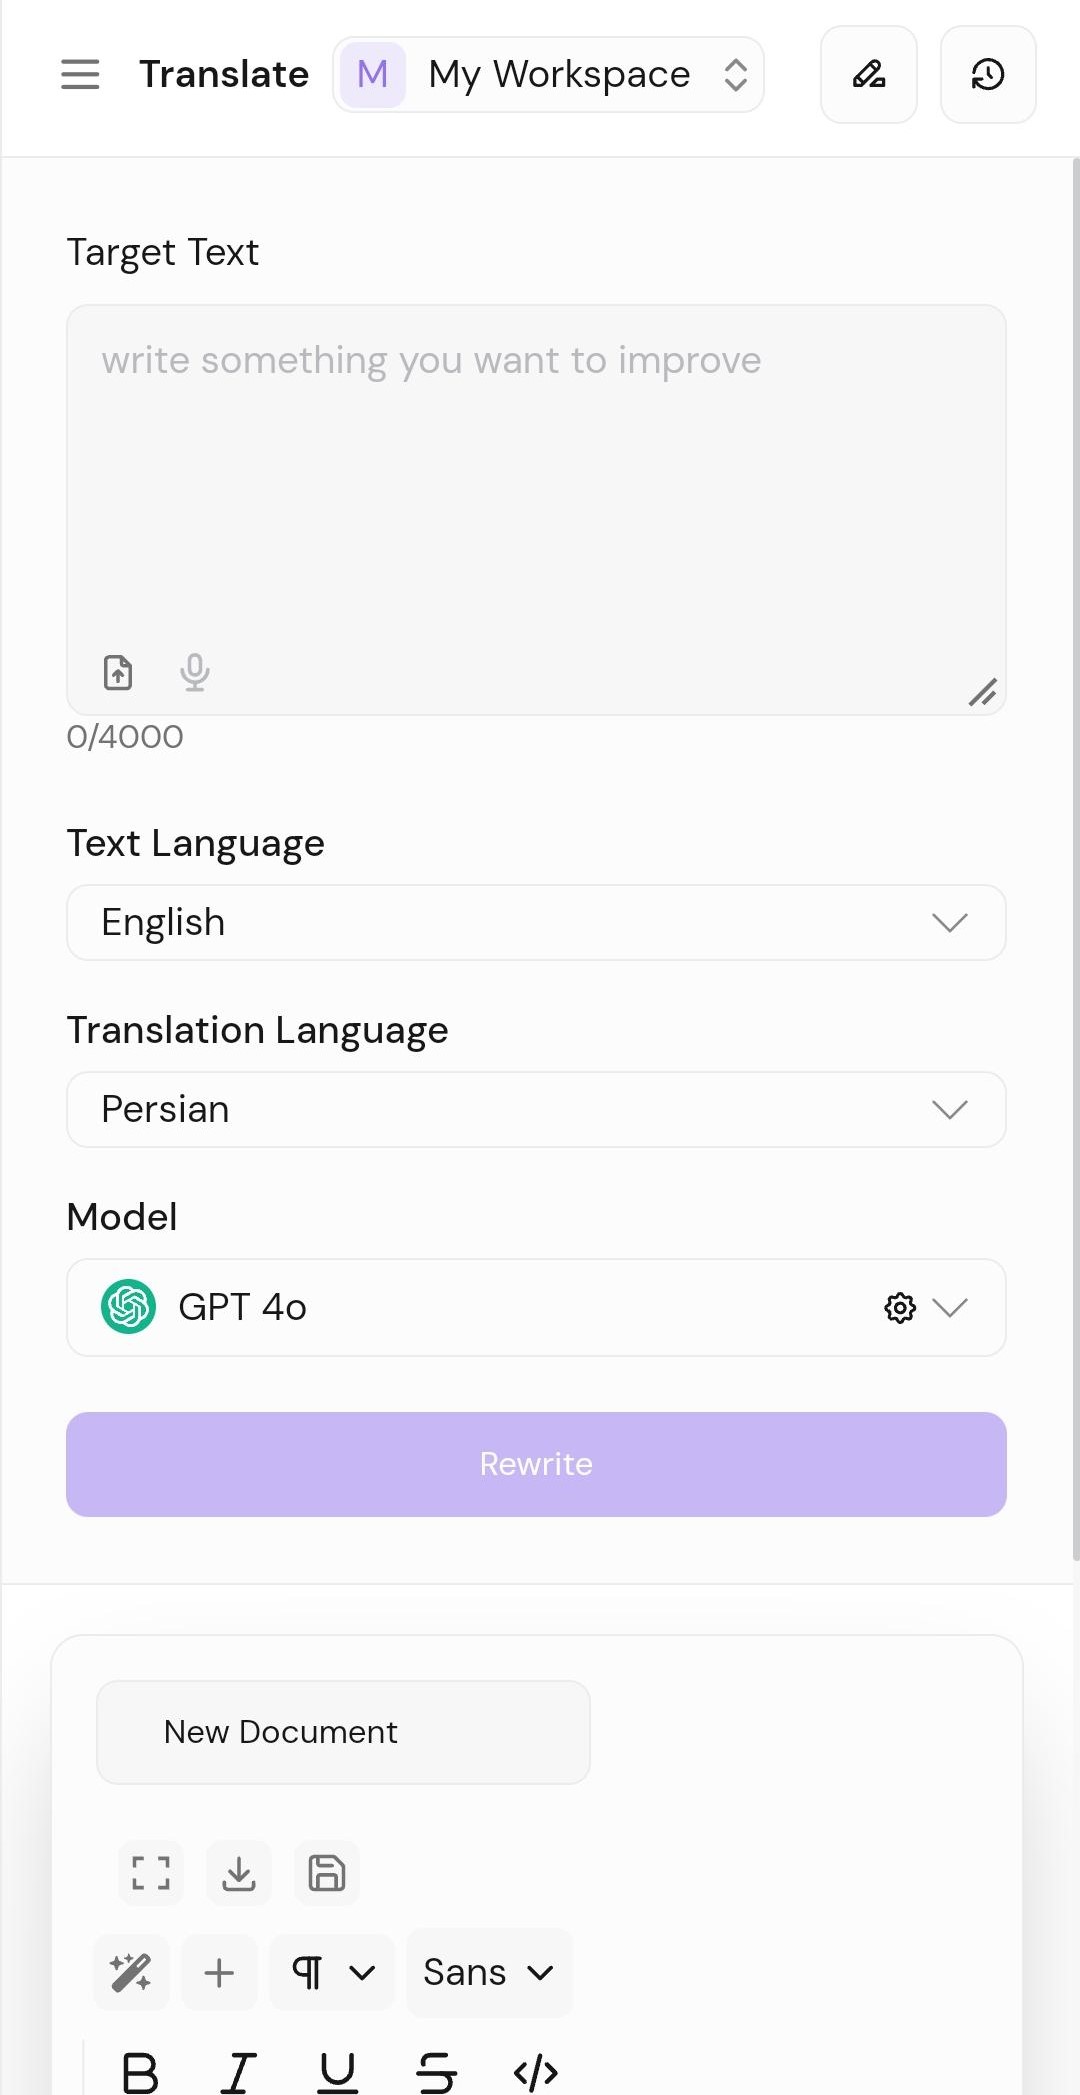 Translate
M
My Workspace
Target Text
write something you want to improve
0/4000
Text Language
English
Translation Language
Persian
Model
GPT 4o
Rewrite
New Document
Sans
B I U S </>